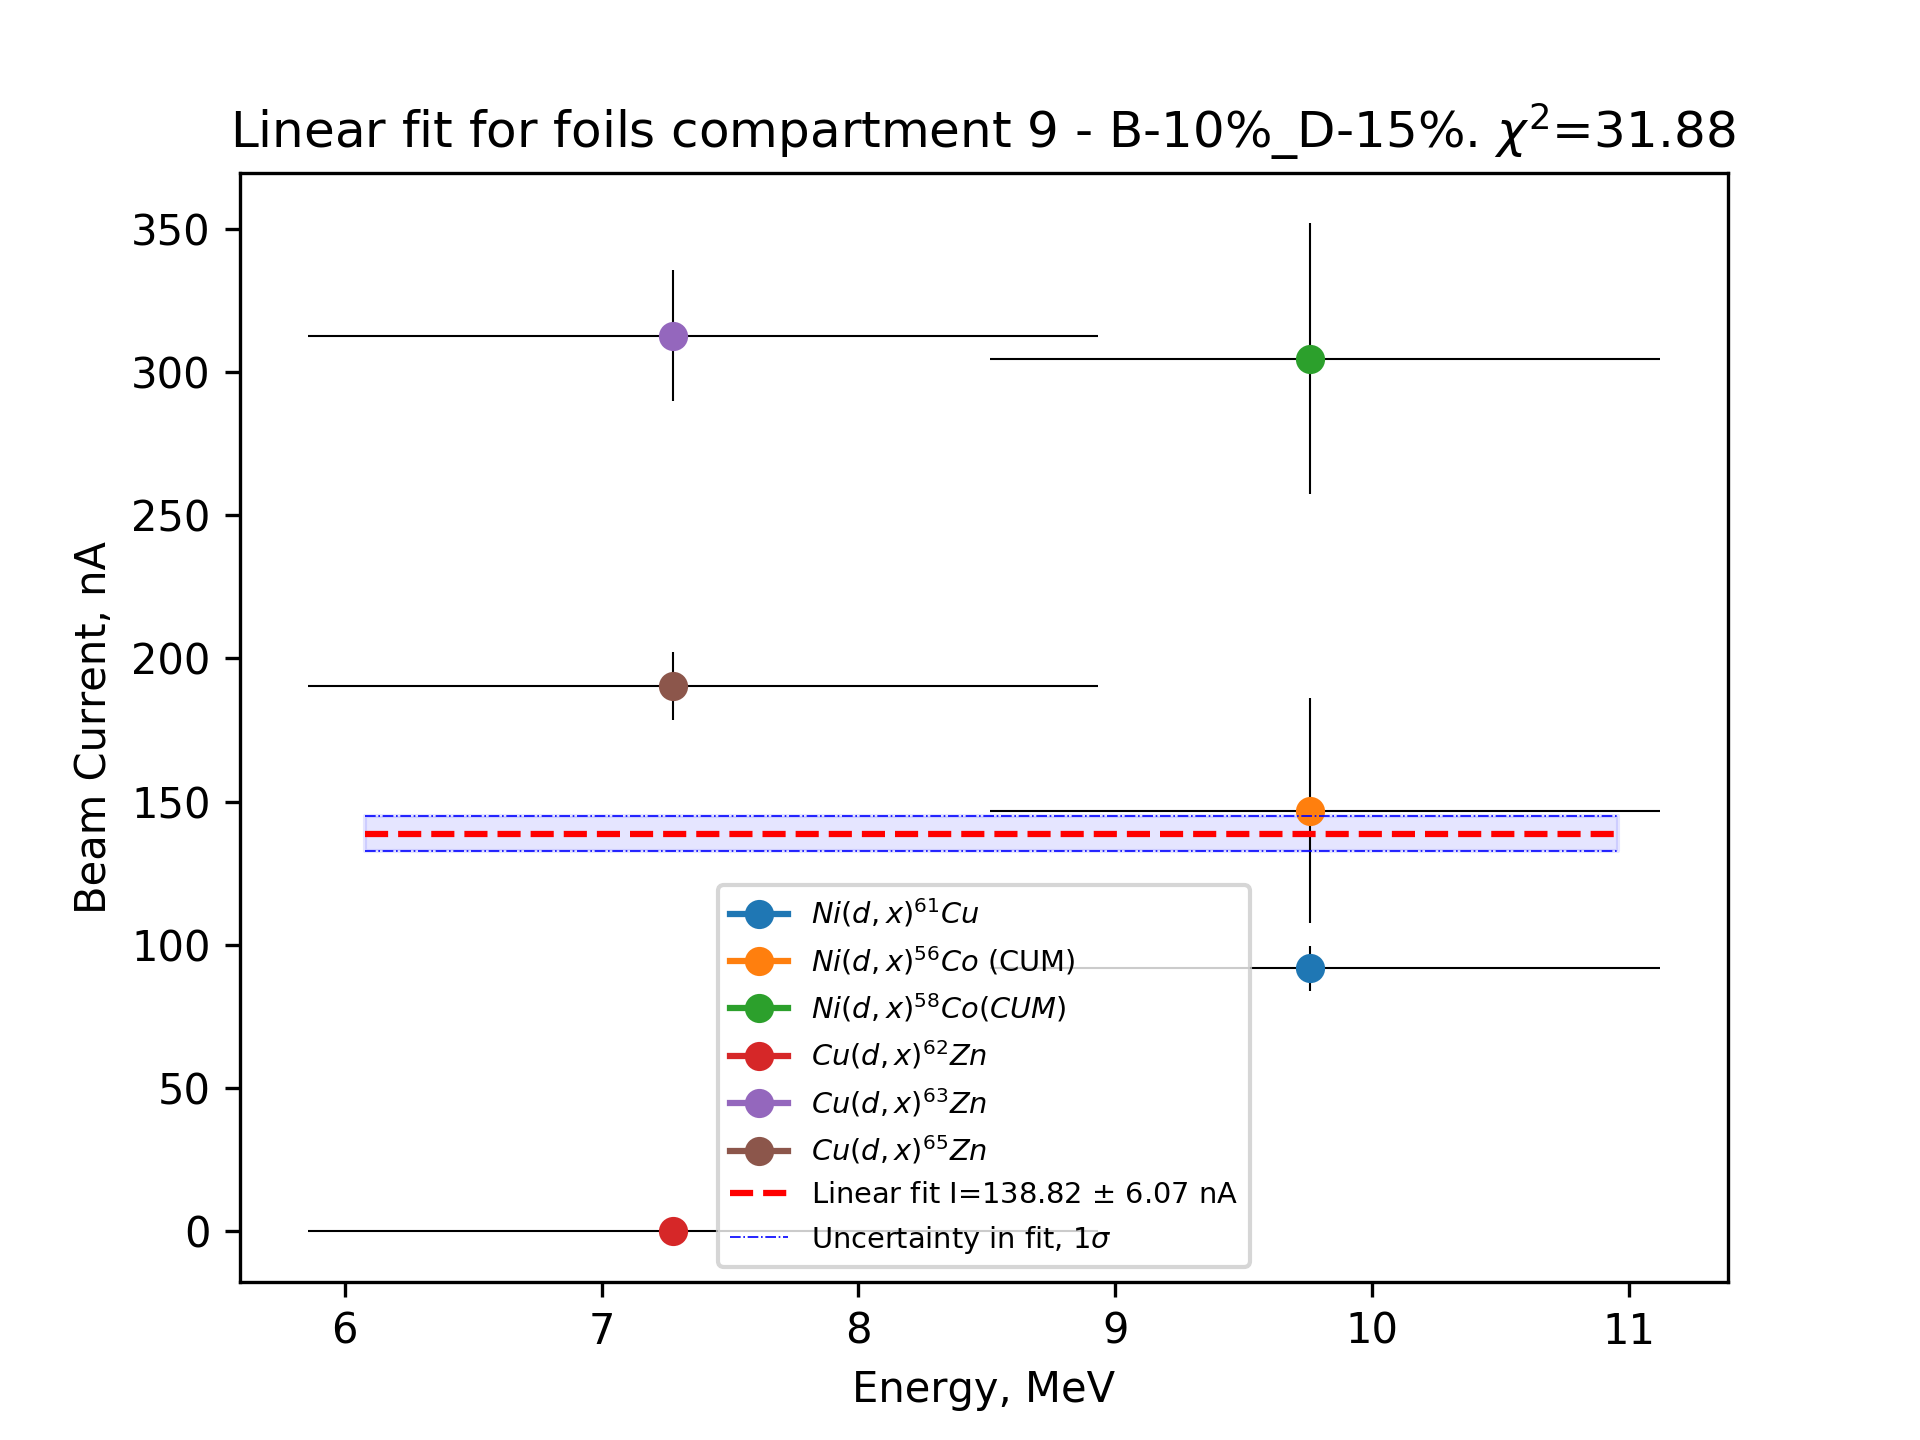 Linear fit for foils compartment 9 - B-10%_D-15%. χ²=31.88
Beam Current, nA
350
300
250
200
150
100
50
0
Ni(d, x)⁶¹Cu
Ni(d, x)⁵⁶Co (CUM)
Ni(d, x)⁵⁸Co(CUM)
Cu(d, x)⁶²Zn
Cu(d, x)⁶³Zn
Cu(d, x)⁶⁵Zn
Linear fit I=138.82 ± 6.07 nA
Uncertainty in fit, 1σ
6 7 8 9 10 11
Energy, MeV